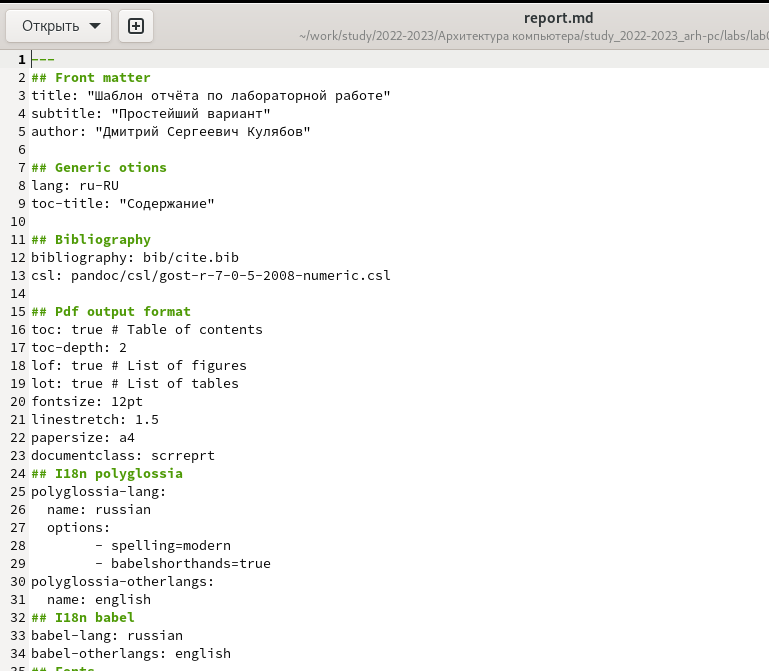 Открыть
report.md
~/work/study/2022-2023/Архитектура компьютера/study_2022-2023_arh-pc/labs/lab0
1 ---
2 ## Front matter
3 title: "Шаблон отчёта по лабораторной работе"
4 subtitle: "Простейший вариант"
5 author: "Дмитрий Сергеевич Кулябов"
6
7 ## Generic otions
8 lang: ru-RU
9 toc-title: "Содержание"
10
11 ## Bibliography
12 bibliography: bib/cite.bib
13 csl: pandoc/csl/gost-r-7-0-5-2008-numeric.csl
14
15 ## Pdf output format
16 toc: true # Table of contents
17 toc-depth: 2
18 lof: true # List of figures
19 lot: true # List of tables
20 fontsize: 12pt
21 linestretch: 1.5
22 papersize: a4
23 documentclass: scrreprt
24 ## I18n polyglossia
25 polyglossia-lang:
26   name: russian
27   options:
28         - spelling=modern
29         - babelshorthands=true
30 polyglossia-otherlangs:
31   name: english
32 ## I18n babel
33 babel-lang: russian
34 babel-otherlangs: english
35 ## Fonts